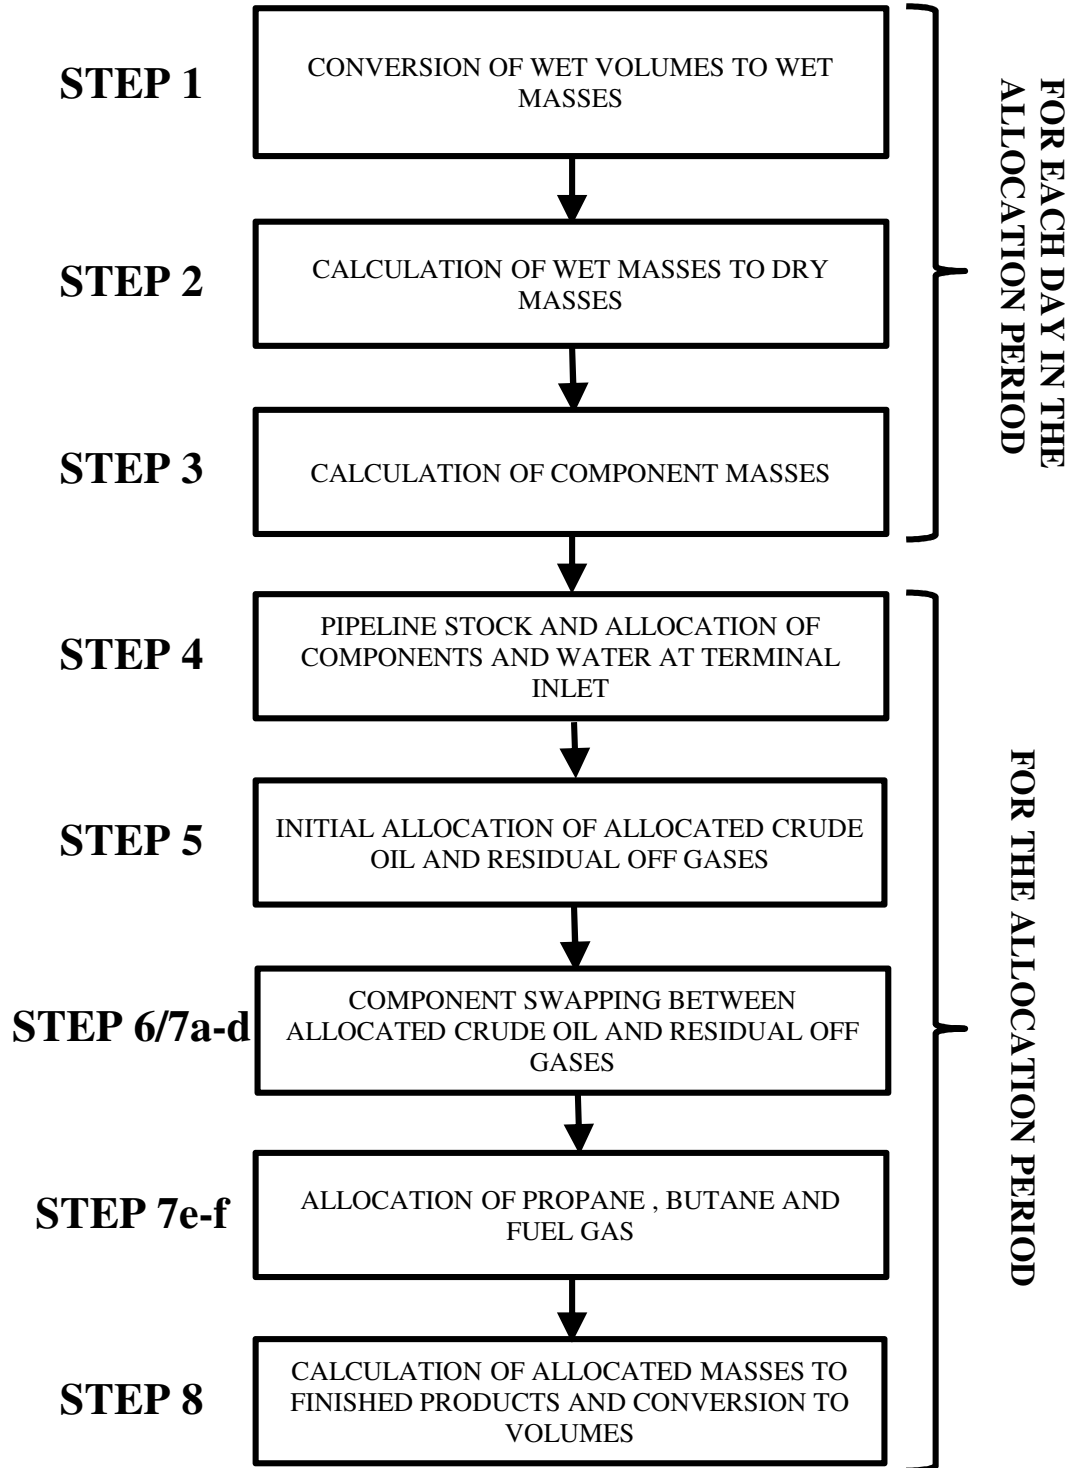 STEP 1
CONVERSION OF WET VOLUMES TO WET
MASSES
STEP 2
CALCULATION OF WET MASSES TO DRY
MASSES
STEP 3
CALCULATION OF COMPONENT MASSES
FOR EACH DAY IN THE
ALLOCATION PERIOD
STEP 4
PIPELINE STOCK AND ALLOCATION OF
COMPONENTS AND WATER AT TERMINAL
INLET
STEP 5
INITIAL ALLOCATION OF ALLOCATED CRUDE
OIL AND RESIDUAL OFF GASES
STEP 6/7a-d
COMPONENT SWAPPING BETWEEN
ALLOCATED CRUDE OIL AND RESIDUAL OFF
GASES
STEP 7e-f
ALLOCATION OF PROPANE , BUTANE AND
FUEL GAS
STEP 8
CALCULATION OF ALLOCATED MASSES TO
FINISHED PRODUCTS AND CONVERSION TO
VOLUMES
FOR THE ALLOCATION PERIOD